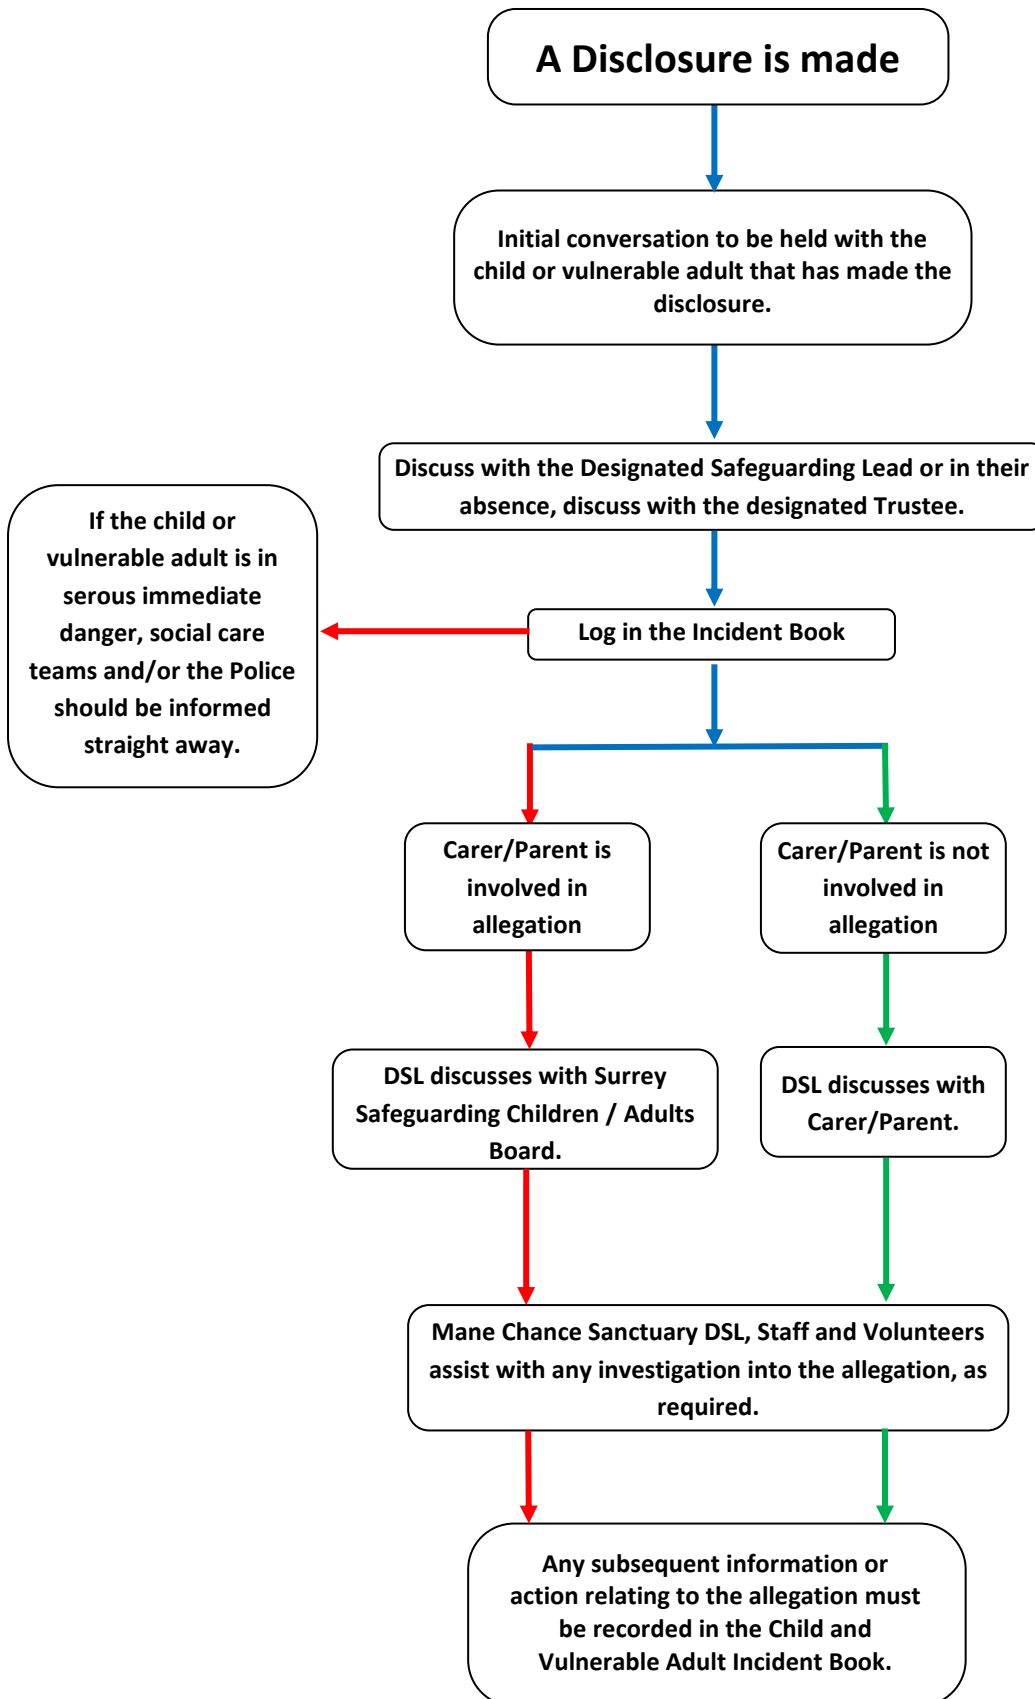 A Disclosure is made
Initial conversation to be held with the
child or vulnerable adult that has made the
disclosure.
Discuss with the Designated Safeguarding Lead or in their
absence, discuss with the designated Trustee.
If the child or
vulnerable adult is in
serous immediate
danger, social care
teams and/or the Police
should be informed
straight away.
Log in the Incident Book
Carer/Parent is
involved in
allegation
Carer/Parent is not
involved in
allegation
DSL discusses with Surrey
Safeguarding Children / Adults
Board.
DSL discusses with
Carer/Parent.
Mane Chance Sanctuary DSL, Staff and Volunteers
assist with any investigation into the allegation, as
required.
Any subsequent information or
action relating to the allegation must
be recorded in the Child and
Vulnerable Adult Incident Book.